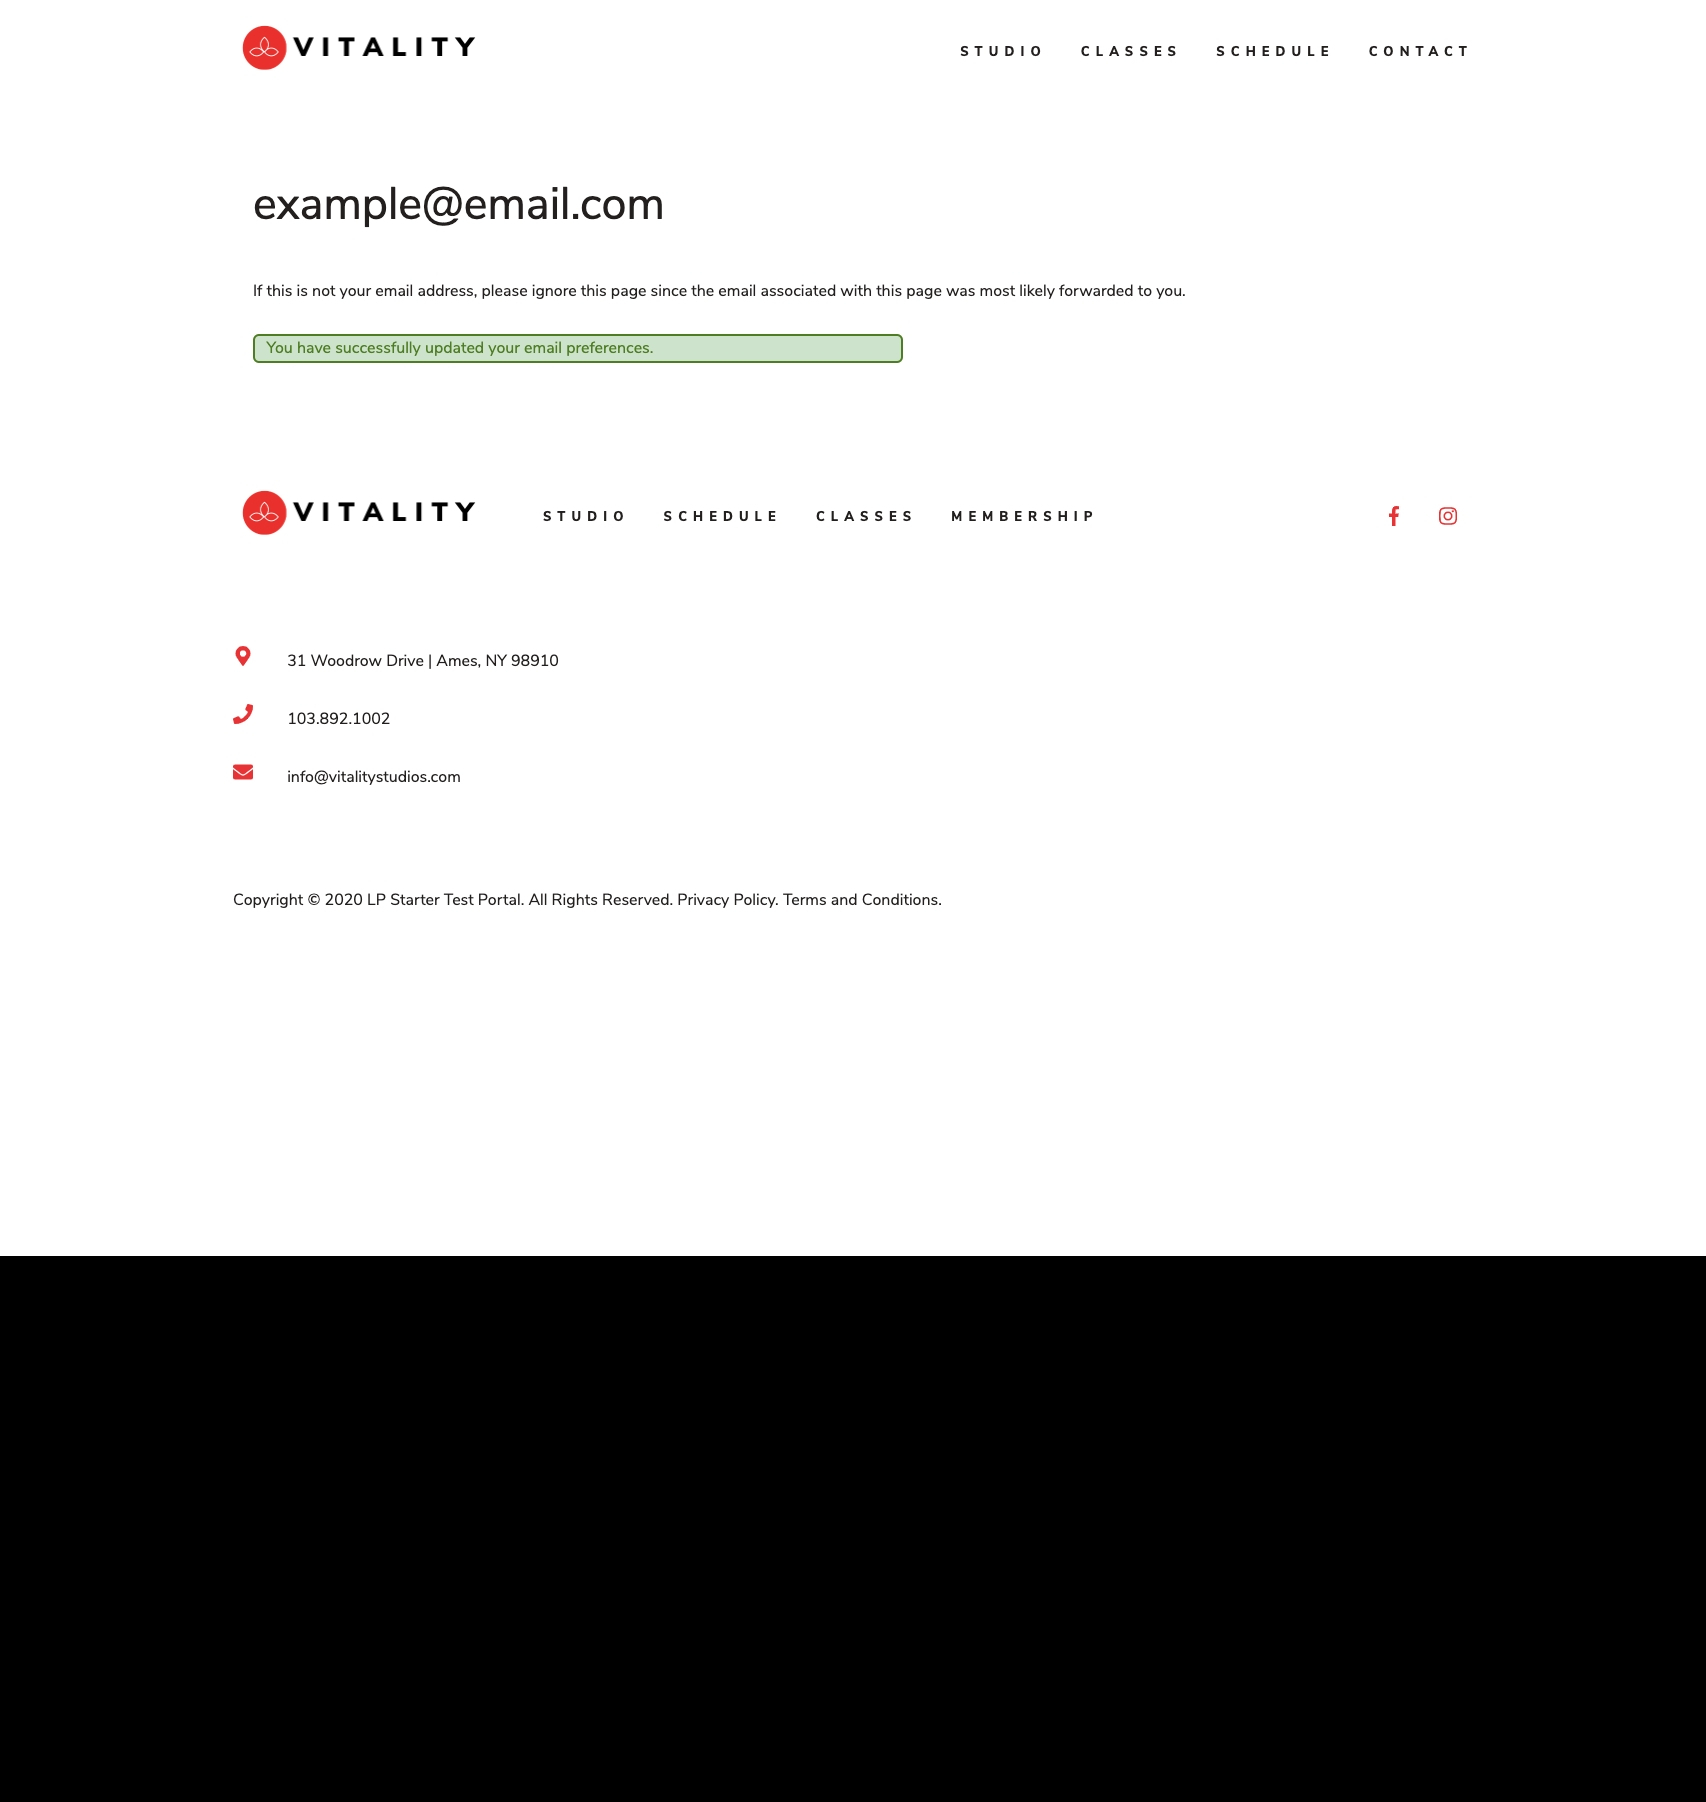 VITALITY
STUDIO CLASSES SCHEDULE CONTACT
example@email.com
If this is not your email address, please ignore this page since the email associated with this page was most likely forwarded to you.
You have successfully updated your email preferences.
VITALITY
STUDIO SCHEDULE CLASSES MEMBERSHIP
31 Woodrow Drive | Ames, NY 98910
103.892.1002
info@vitalitystudios.com
Copyright © 2020 LP Starter Test Portal. All Rights Reserved. Privacy Policy. Terms and Conditions.